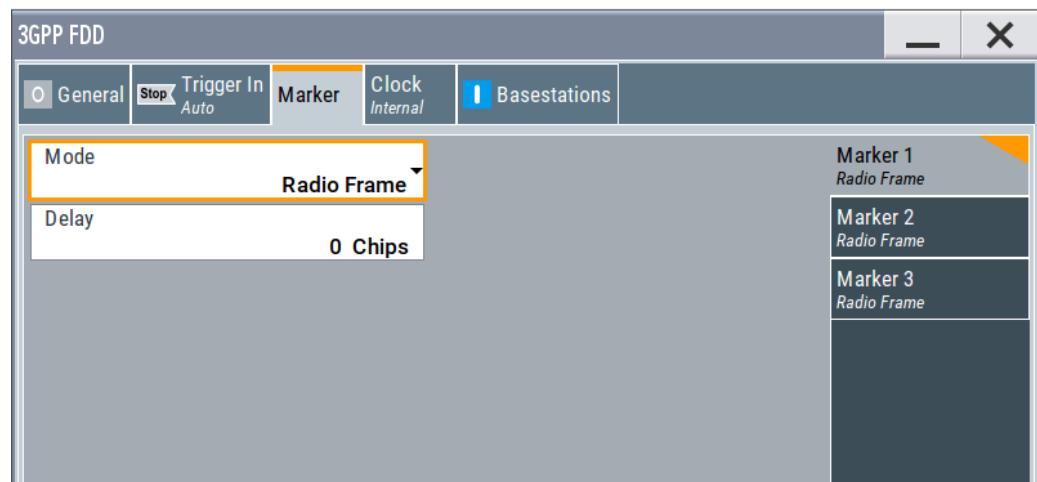 3GPP FDD
O General
Stop Trigger In
Auto
Marker
Clock
Internal
Basestations
Mode
Radio Frame
Delay
0 Chips
Marker 1
Radio Frame
Marker 2
Radio Frame
Marker 3
Radio Frame